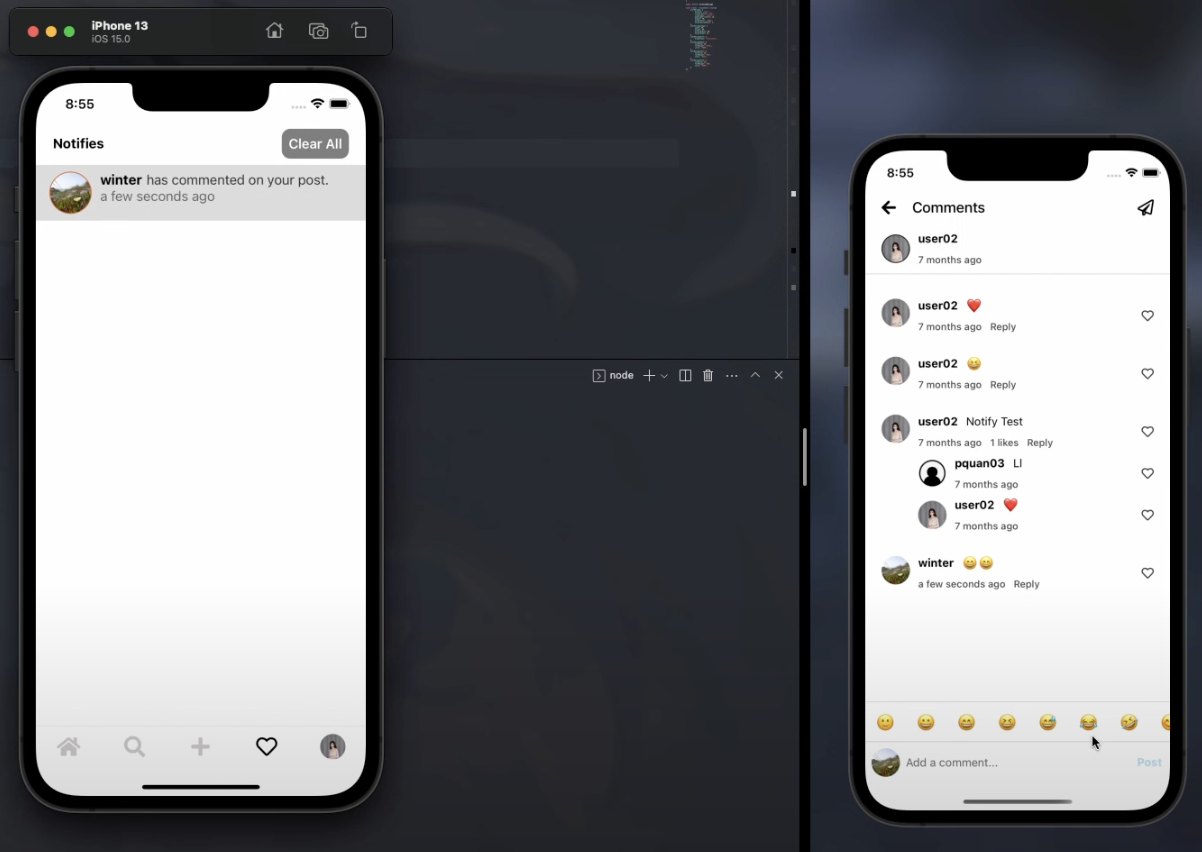 iPhone 13
iOS 15.0
8:55
Notifies
Clear All
winter has commented on your post.
a few seconds ago
node
8:55
Comments
user02
7 months ago
user02 ❤️
7 months ago Reply
user02 😆
7 months ago Reply
user02 Notify Test
7 months ago 1 likes Reply
pquan03 Ll
7 months ago
user02 ❤️
7 months ago
winter 😄😄
a few seconds ago Reply
Add a comment...
Post